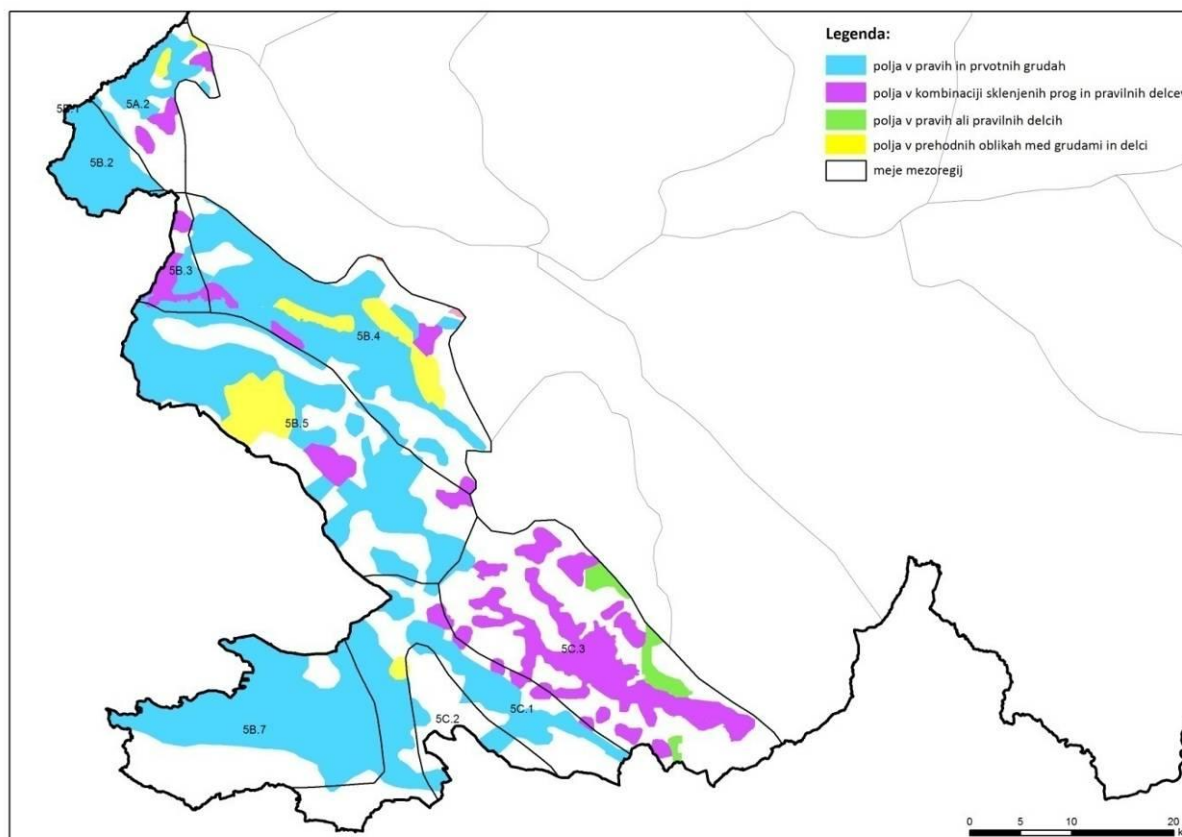 Legenda:
polja v pravih in prvotnih grudah
polja v kombinaciji sklenjenih prog in pravilnih delcev
polja v pravih ali pravilnih delcih
polja v prehodnih oblikah med grudami in delci
meje mezoregij
5A.2
5B.1
5B.2
5B.3
5B.4
5B.5
5C.3
5C.1
5C.2
5B.7
0 5 10 20
k